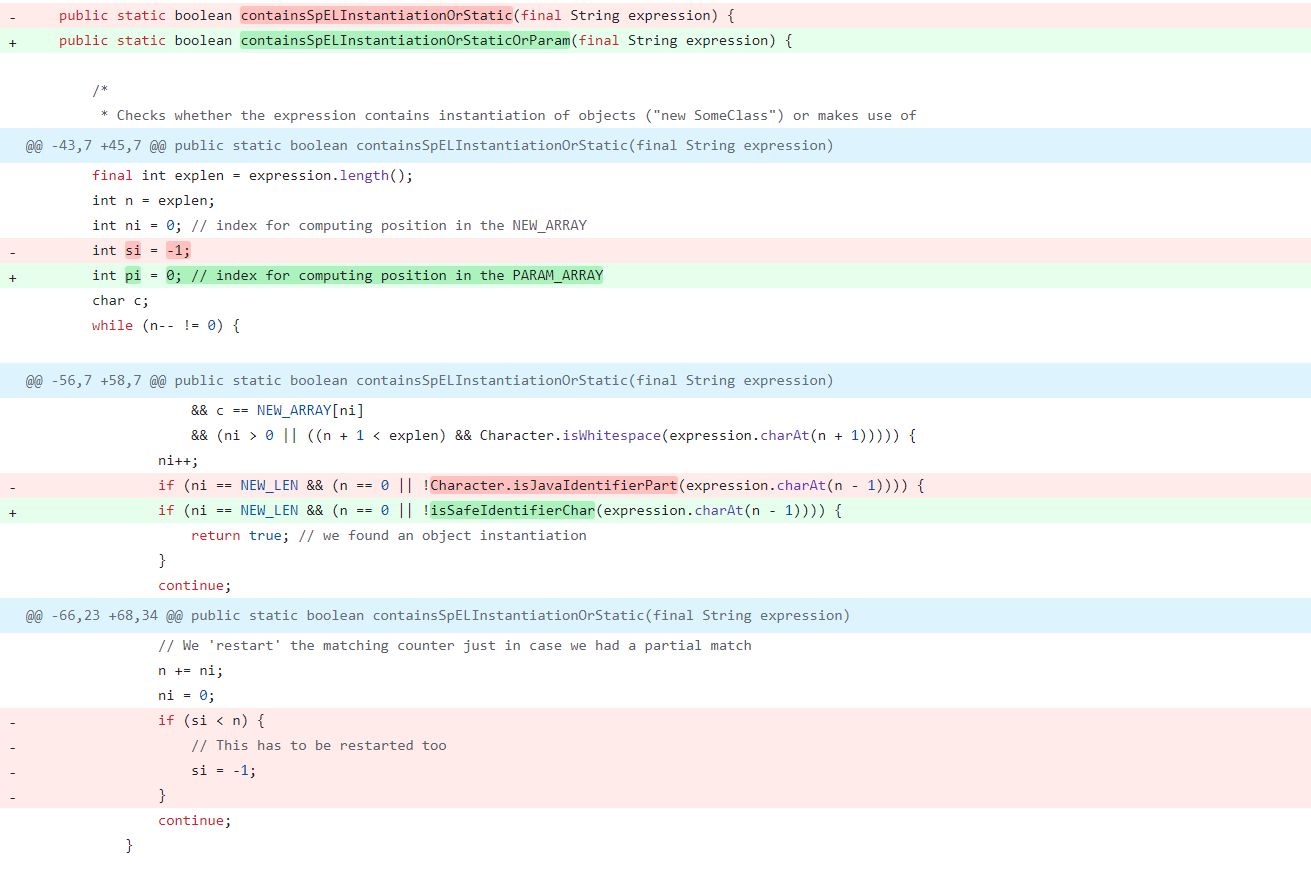 -    public static boolean containsSpELInstantiationOrStatic(final String expression) {
+    public static boolean containsSpELInstantiationOrStaticOrParam(final String expression) {
/*
 * Checks whether the expression contains instantiation of objects ("new SomeClass") or makes use of
@@ -43,7 +45,7 @@ public static boolean containsSpELInstantiationOrStatic(final String expression)
        final int explen = expression.length();
        int n = explen;
        int ni = 0; // index for computing position in the NEW_ARRAY
-        int si = -1;
+        int pi = 0; // index for computing position in the PARAM_ARRAY
        char c;
        while (n-- != 0) {
@@ -56,7 +58,7 @@ public static boolean containsSpELInstantiationOrStatic(final String expression)
                    && c == NEW_ARRAY[ni]
                    && (ni > 0 || ((n + 1 < explen) && Character.isWhitespace(expression.charAt(n + 1))))) {
                ni++;
-                if (ni == NEW_LEN && (n == 0 || !Character.isJavaIdentifierPart(expression.charAt(n - 1)))) {
+                if (ni == NEW_LEN && (n == 0 || !isSafeIdentifierChar(expression.charAt(n - 1)))) {
                    return true; // we found an object instantiation
                }
                continue;
@@ -66,23 +68,34 @@ public static boolean containsSpELInstantiationOrStatic(final String expression)
                // We 'restart' the matching counter just in case we had a partial match
                n += ni;
                ni = 0;
-                if (si < n) {
-                    // This has to be restarted too
-                    si = -1;
-                }
                continue;
            }